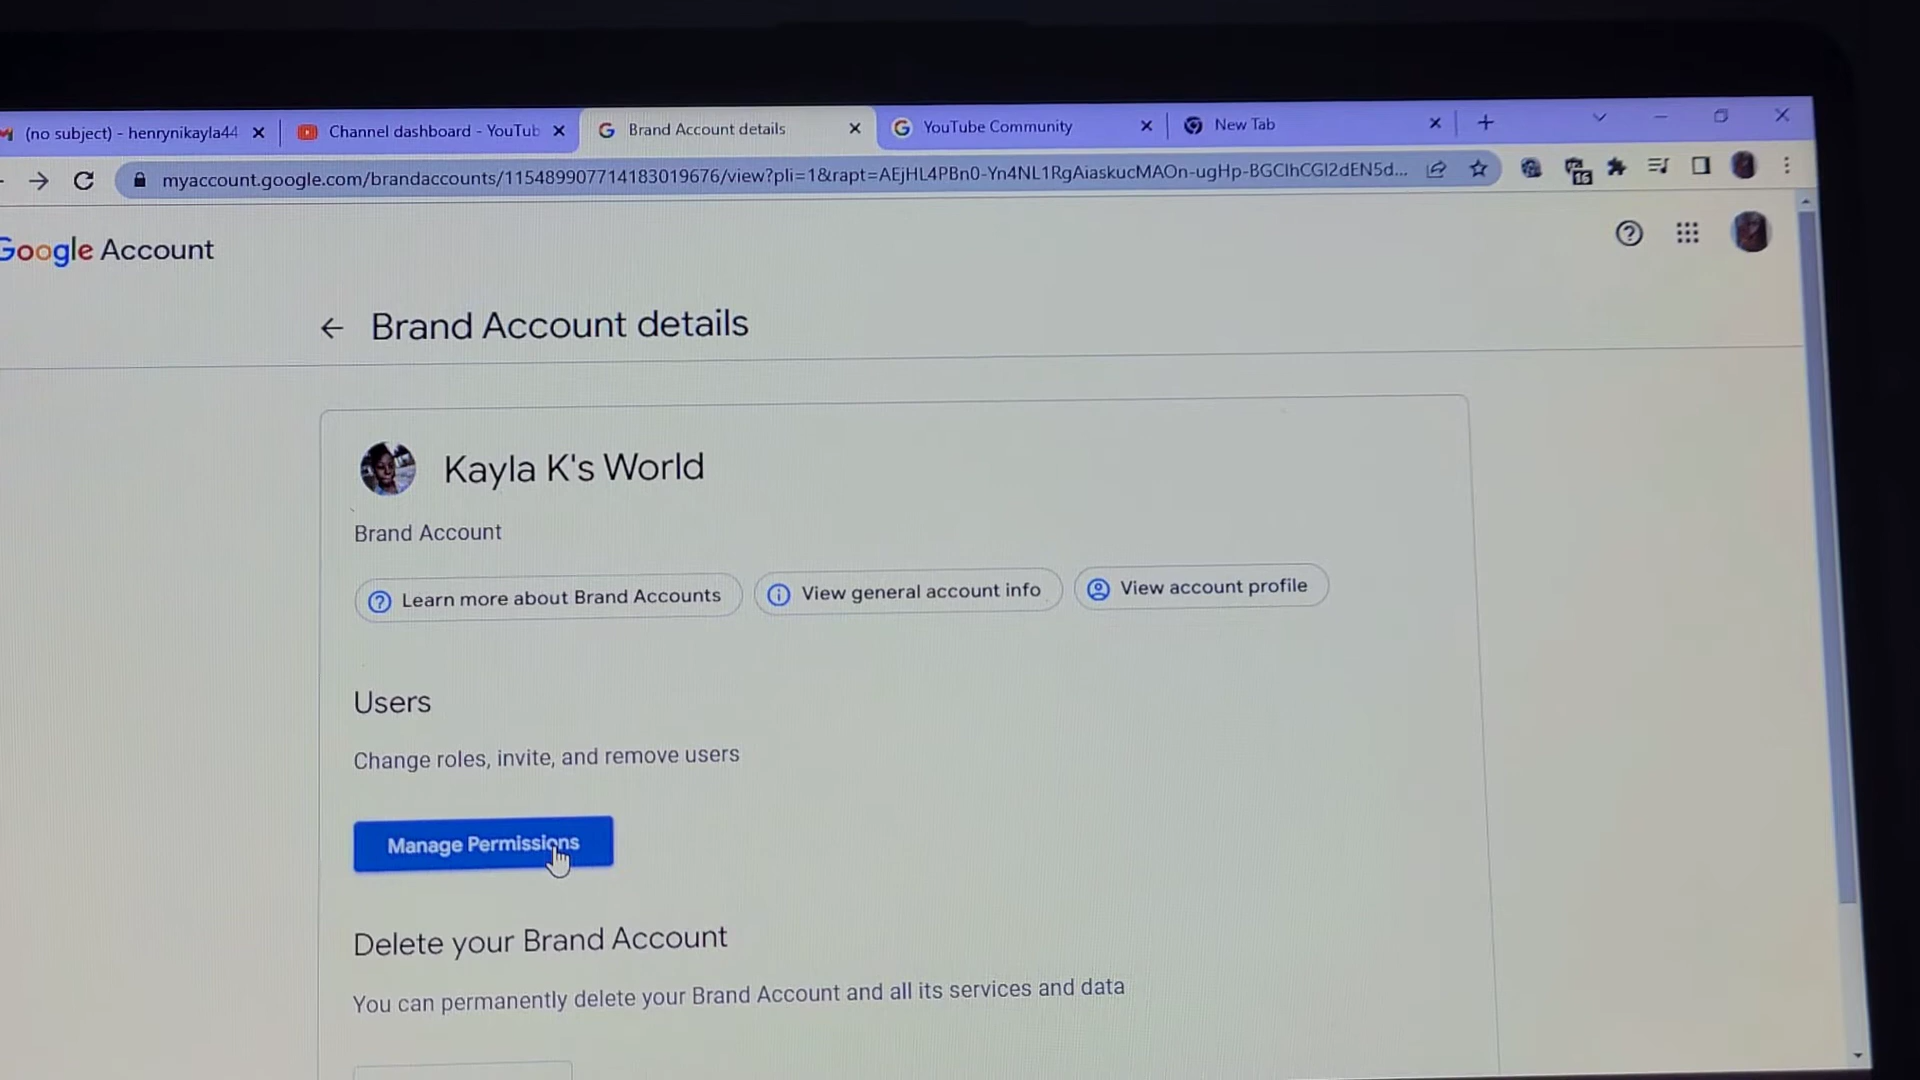 (no subject) - henrynikayla44
Channel dashboard - YouTub
Brand Account details
YouTube Community
New Tab
myaccount.google.com/brandaccounts/115489907714183019676/view?pli=1&rapt=AEjHL4PBn0-Yn4NL1RgAiaskucMAOn-ugHp-BGClhCGl2dEN5d...
16
Google Account
Brand Account details
Kayla K's World
Brand Account
Learn more about Brand Accounts
View general account info
View account profile
Users
Change roles, invite, and remove users
Manage Permissions
Delete your Brand Account
You can permanently delete your Brand Account and all its services and data